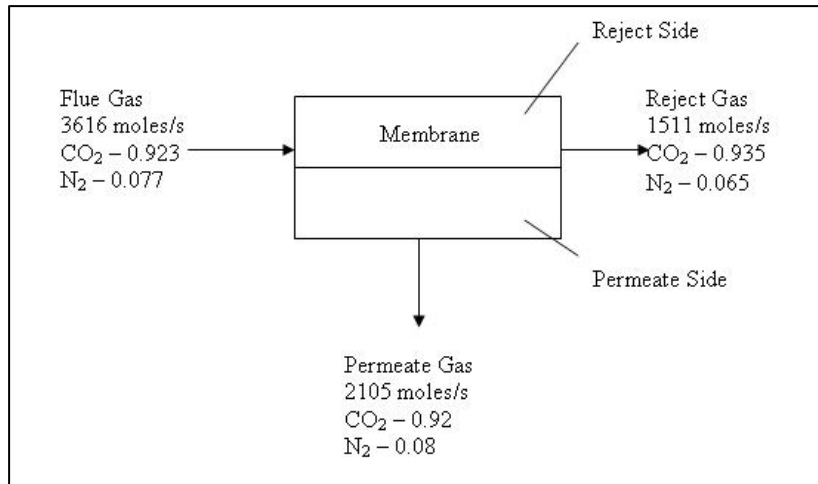 Reject Side
Flue Gas
3616 moles/s
CO₂ – 0.923
N₂ – 0.077
Membrane
Reject Gas
1511 moles/s
CO₂ – 0.935
N₂ – 0.065
Permeate Side
Permeate Gas
2105 moles/s
CO₂ – 0.92
N₂ – 0.08